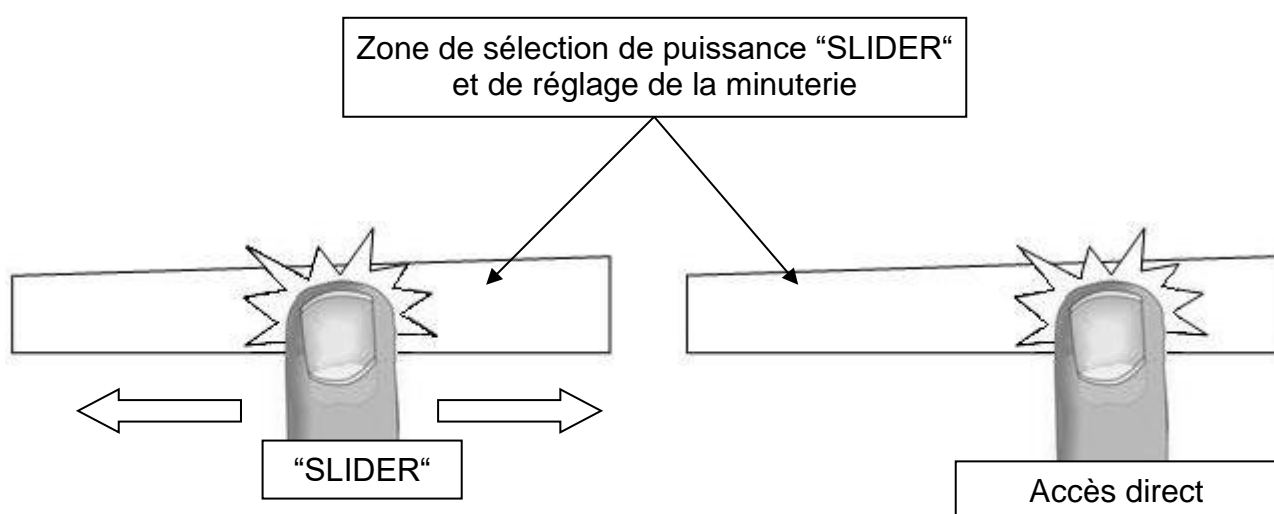 Zone de sélection de puissance “SLIDER“
et de réglage de la minuterie
“SLIDER“
Accès direct